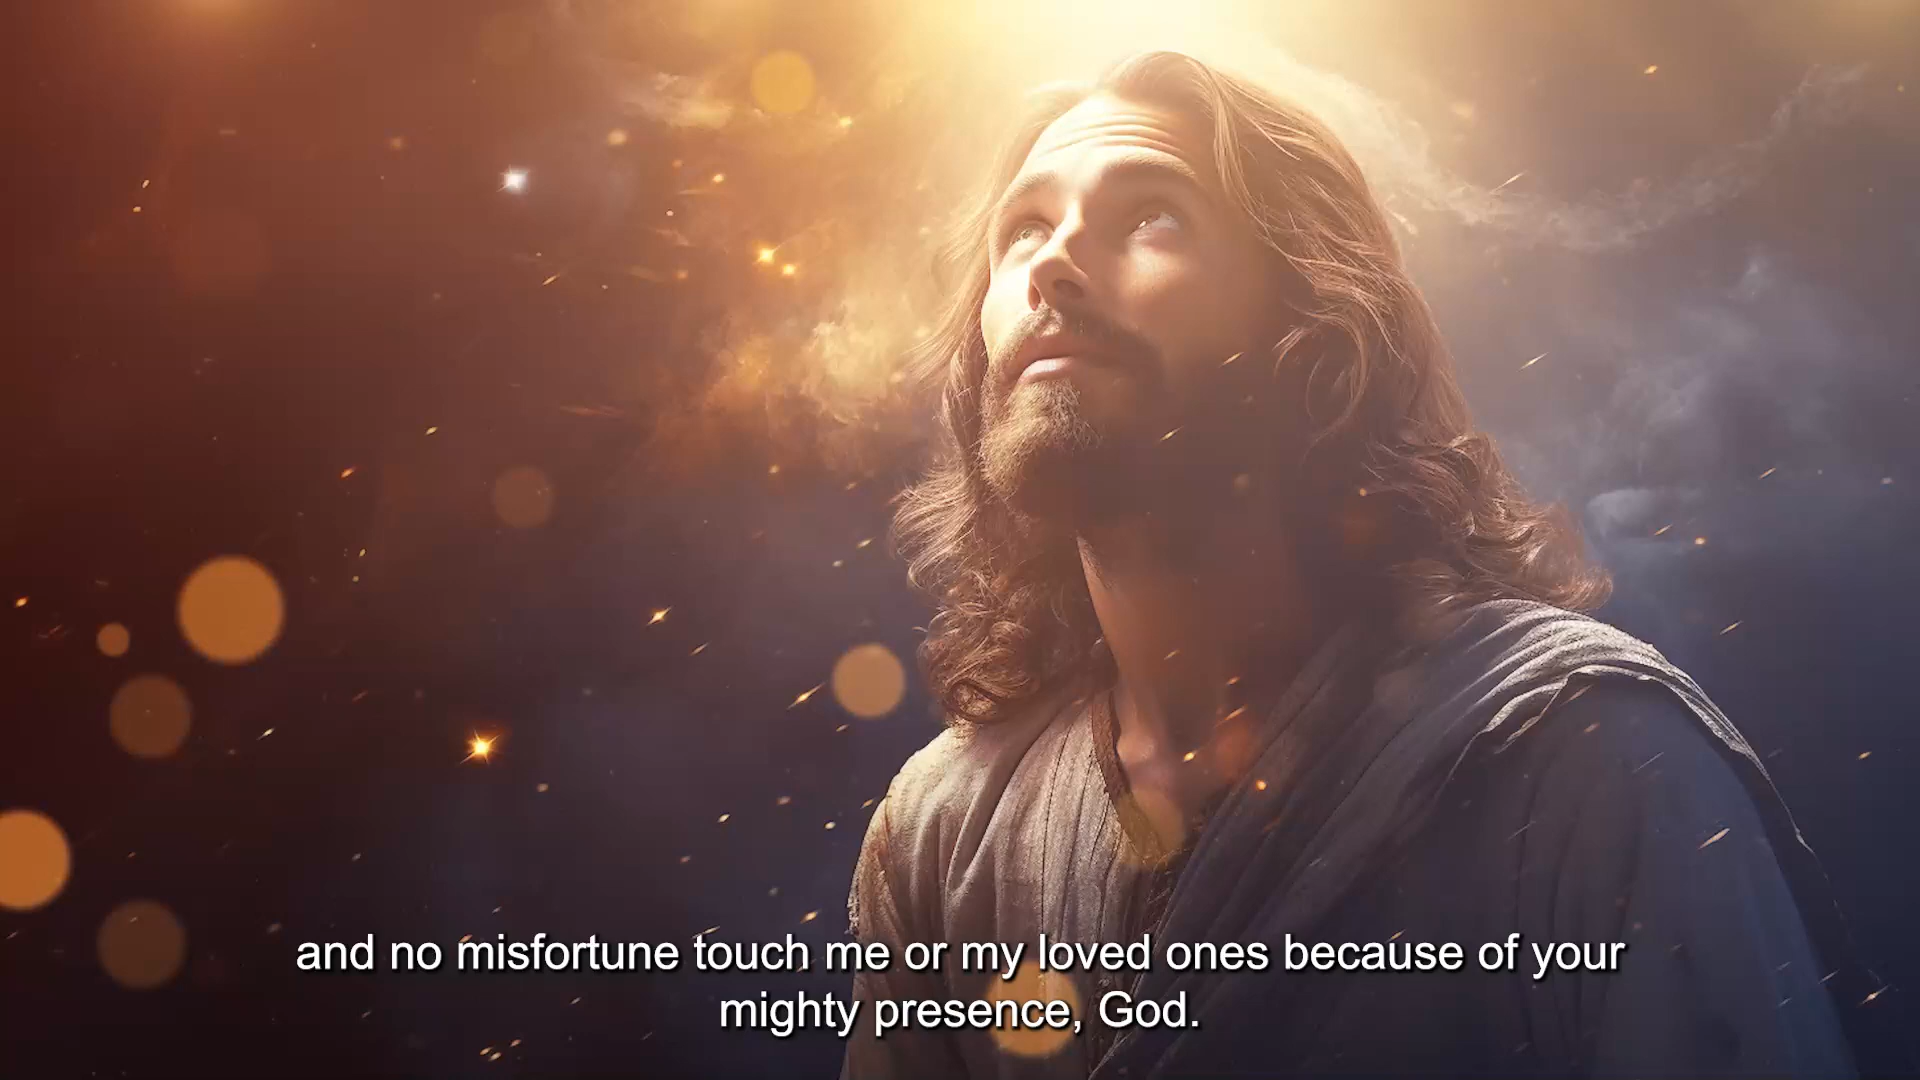 and no misfortune touch me or my loved ones because of your
mighty presence, God.